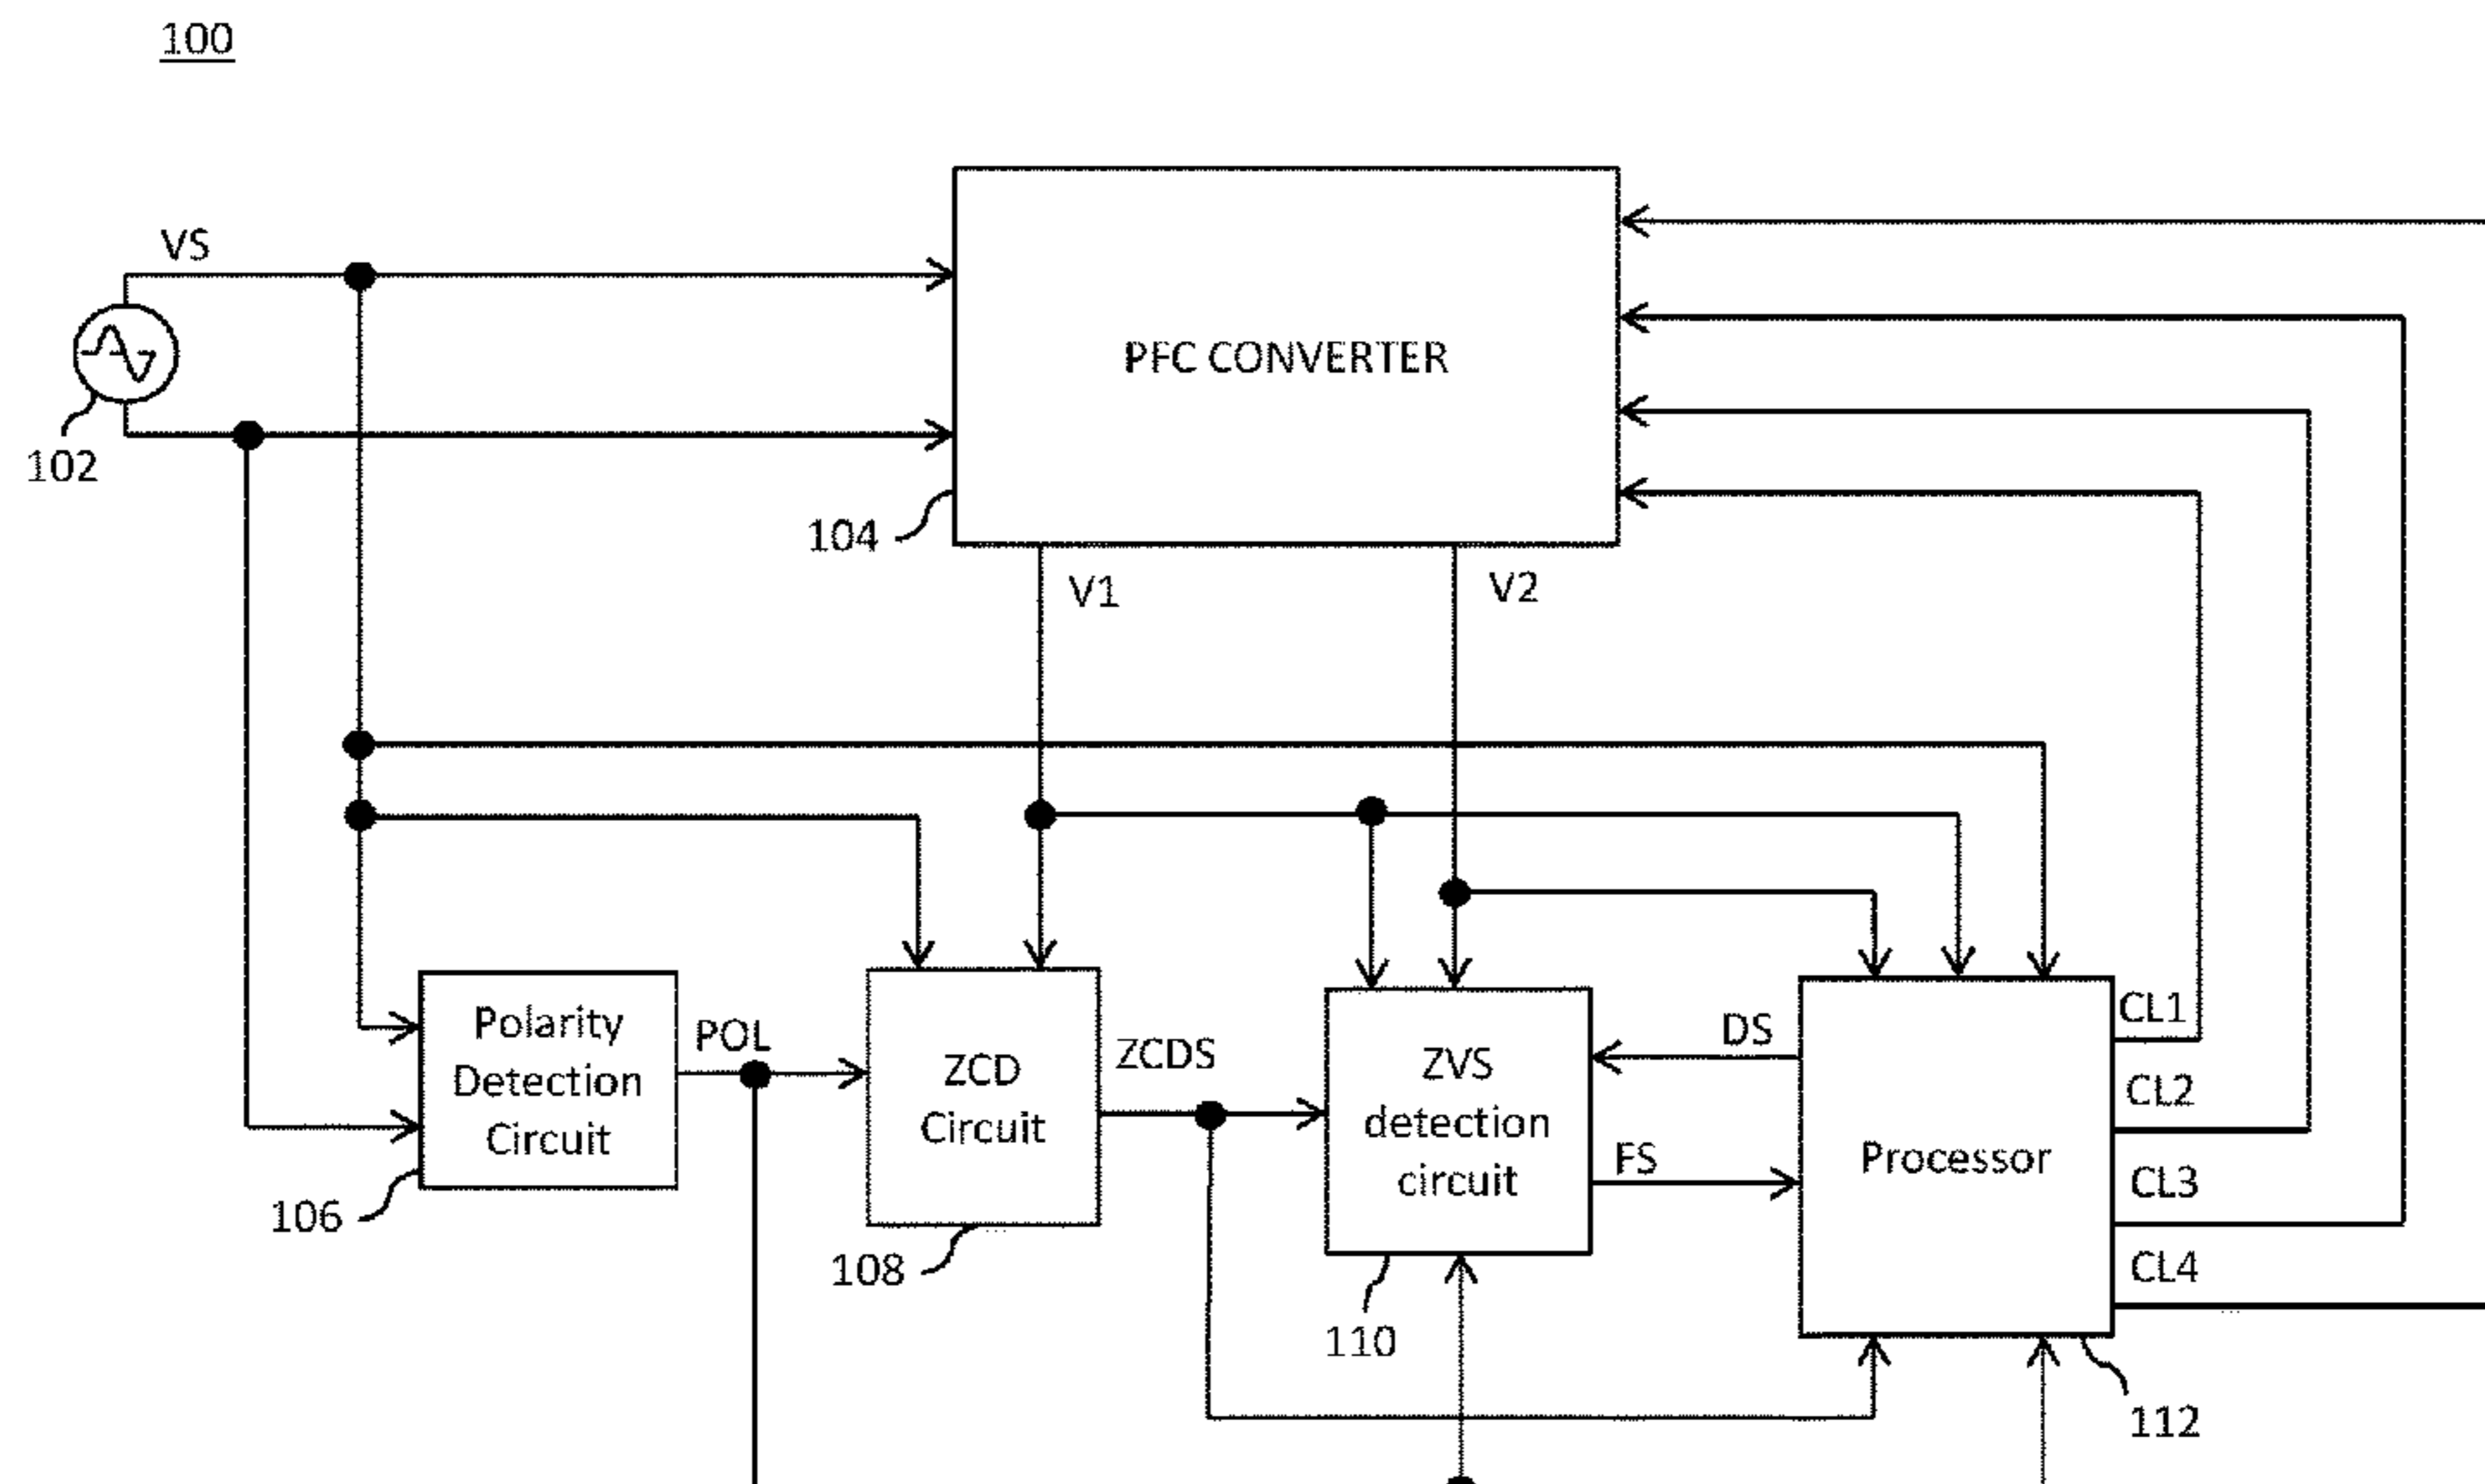 100
VS
PFC CONVERTER
102
104
V1
V2
Polarity
Detection
Circuit
POL
ZCD
Circuit
ZCDS
ZVS
detection
circuit
DS
FS
Processor
CL1
CL2
CL3
CL4
106
108
110
112